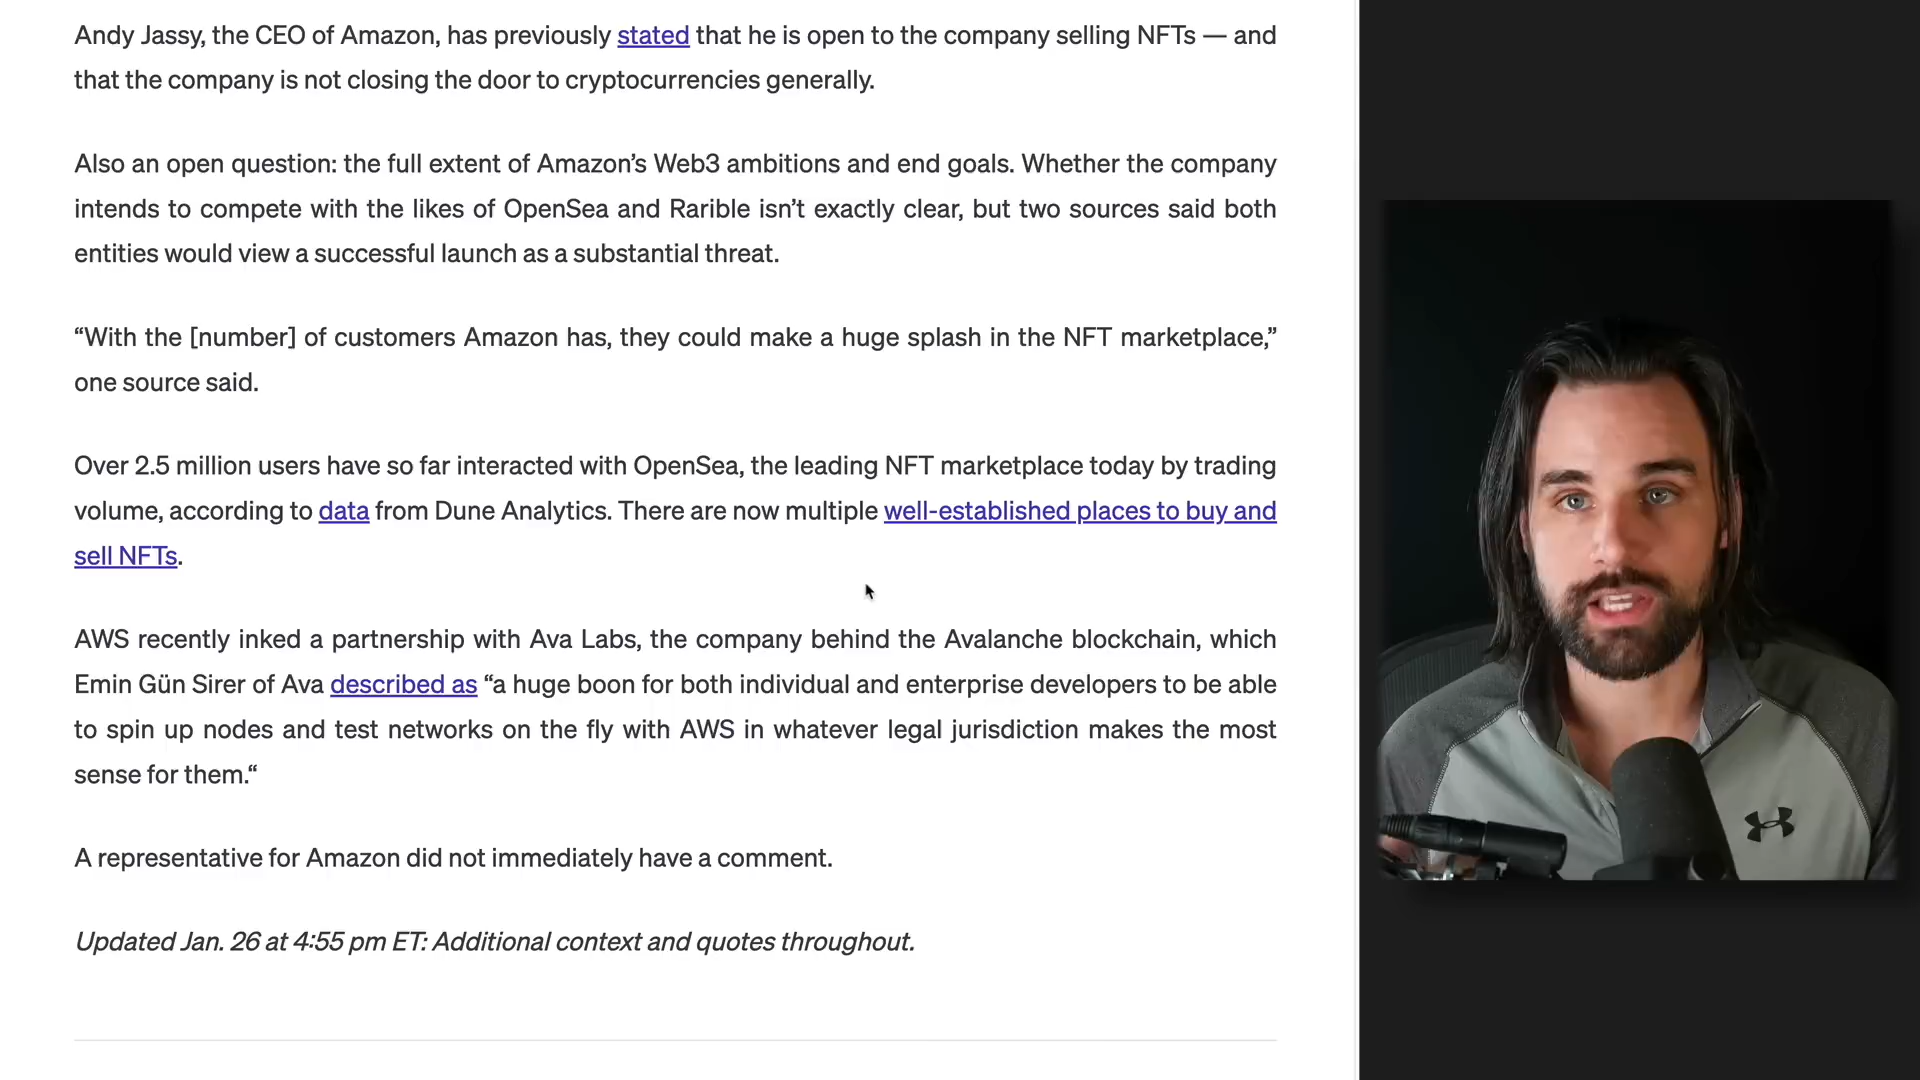 Andy Jassy, the CEO of Amazon, has previously stated that he is open to the company selling NFTs — and
that the company is not closing the door to cryptocurrencies generally.
Also an open question: the full extent of Amazon’s Web3 ambitions and end goals. Whether the company
intends to compete with the likes of OpenSea and Rarible isn’t exactly clear, but two sources said both
entities would view a successful launch as a substantial threat.
“With the [number] of customers Amazon has, they could make a huge splash in the NFT marketplace,”
one source said.
Over 2.5 million users have so far interacted with OpenSea, the leading NFT marketplace today by trading
volume, according to data from Dune Analytics. There are now multiple well-established places to buy and
sell NFTs.
AWS recently inked a partnership with Ava Labs, the company behind the Avalanche blockchain, which
Emin Gün Sirer of Ava described as “a huge boon for both individual and enterprise developers to be able
to spin up nodes and test networks on the fly with AWS in whatever legal jurisdiction makes the most
sense for them.“
A representative for Amazon did not immediately have a comment.
Updated Jan. 26 at 4:55 pm ET: Additional context and quotes throughout.